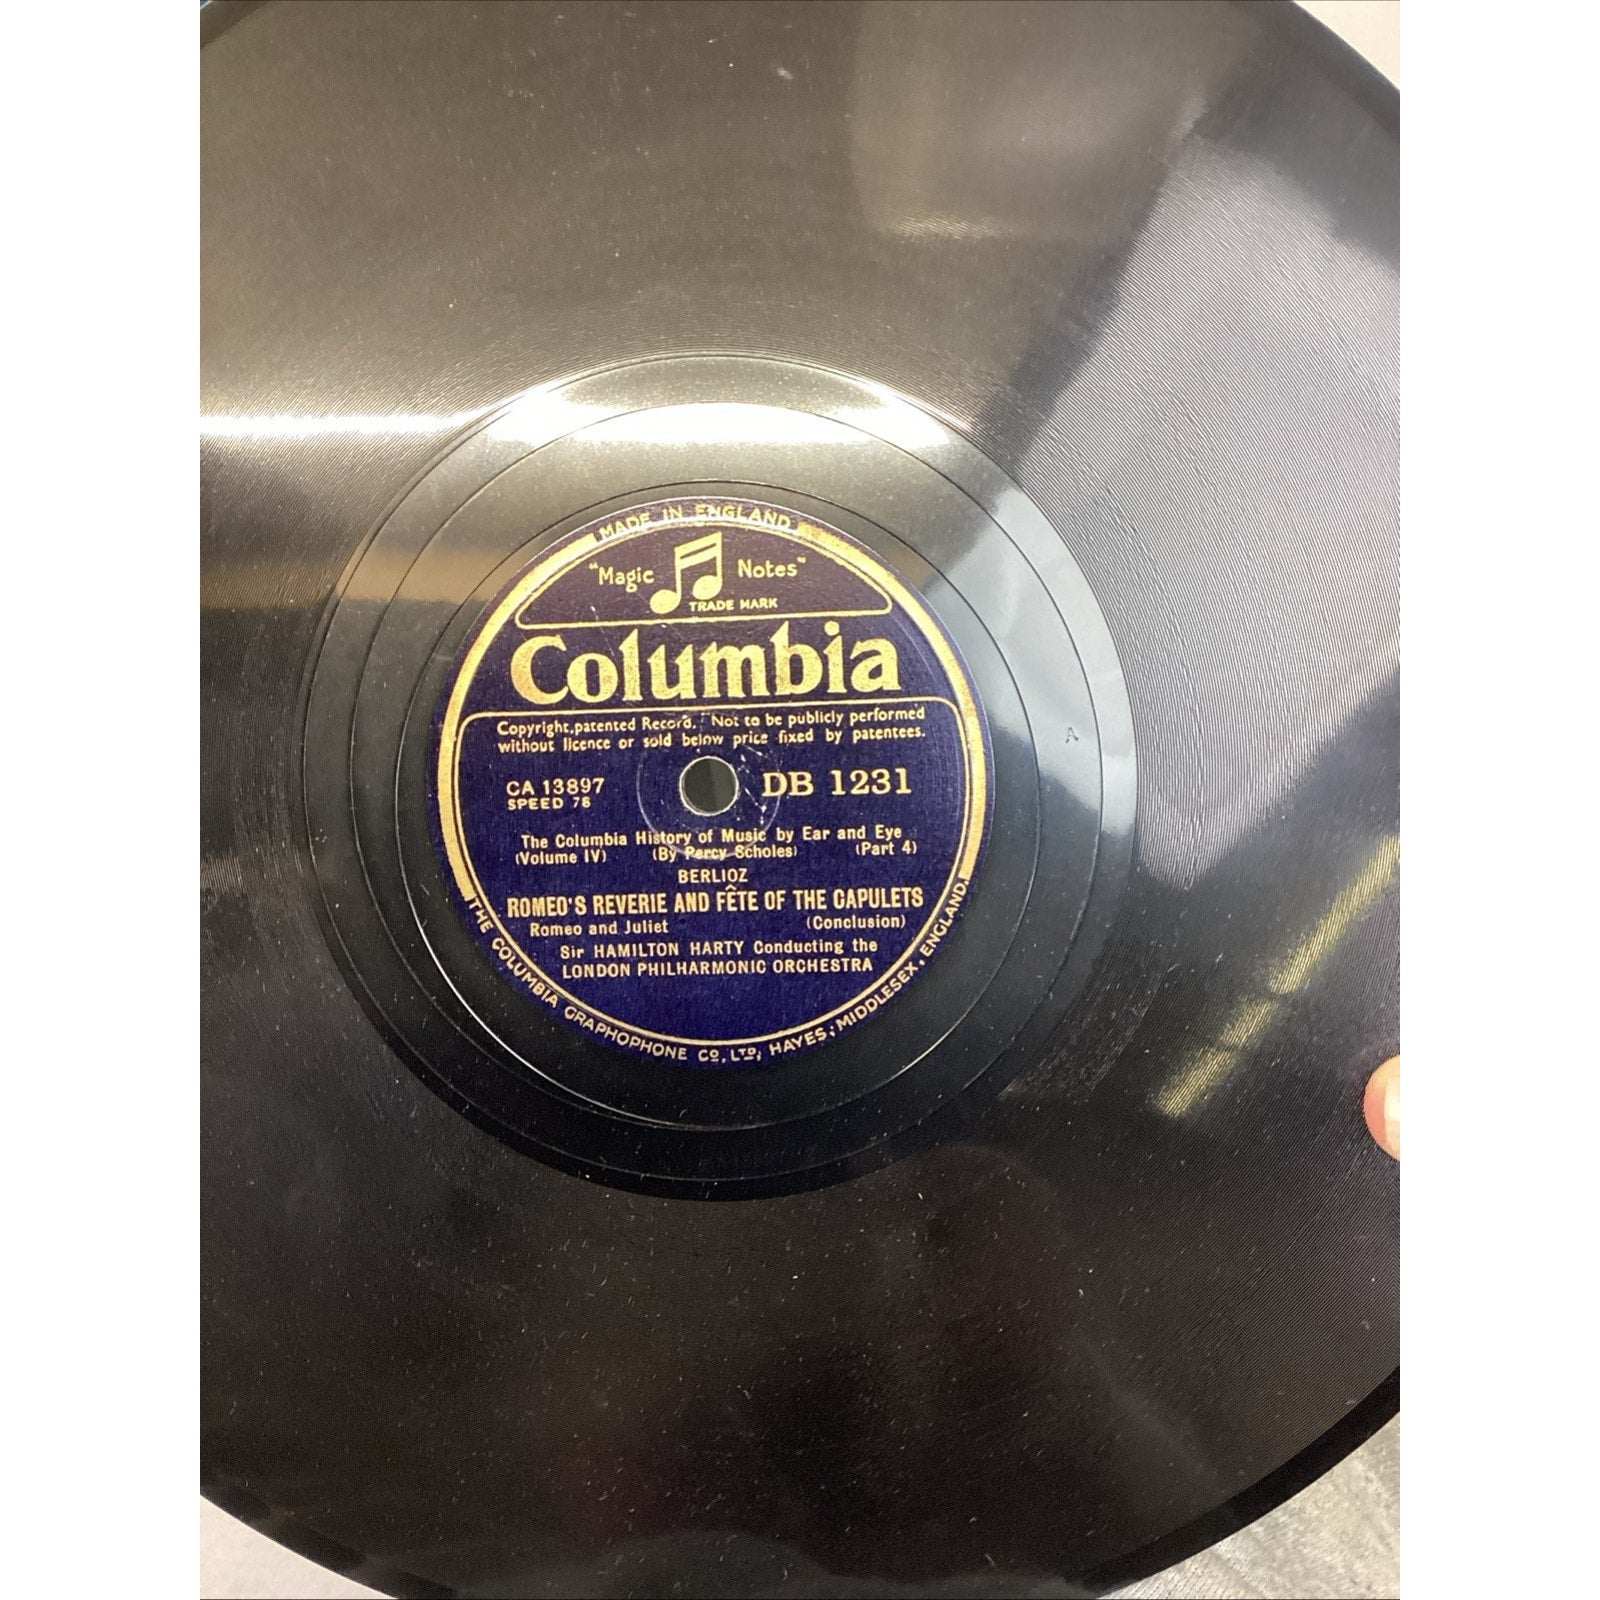 MADE IN ENGLAND
"Magic Notes"
TRADE MARK
Columbia
Copyright, patented Record. Not to be publicly performed
without licence or sold below price fixed by patentees.
CA 13897 DB 1231
SPEED 78
The Columbia History of Music by Ear and Eye
(Volume IV) (By Percy Scholes) (Part 4)
BERLIOZ
ROMEO'S REVERIE AND FÊTE OF THE CAPULETS
Romeo and Juliet (Conclusion)
Sir HAMILTON HARTY Conducting the
LONDON PHILHARMONIC ORCHESTRA
THE COLUMBIA GRAPHOPHONE CO., LTD; HAYES; MIDDLESEX, ENGLAND.
A